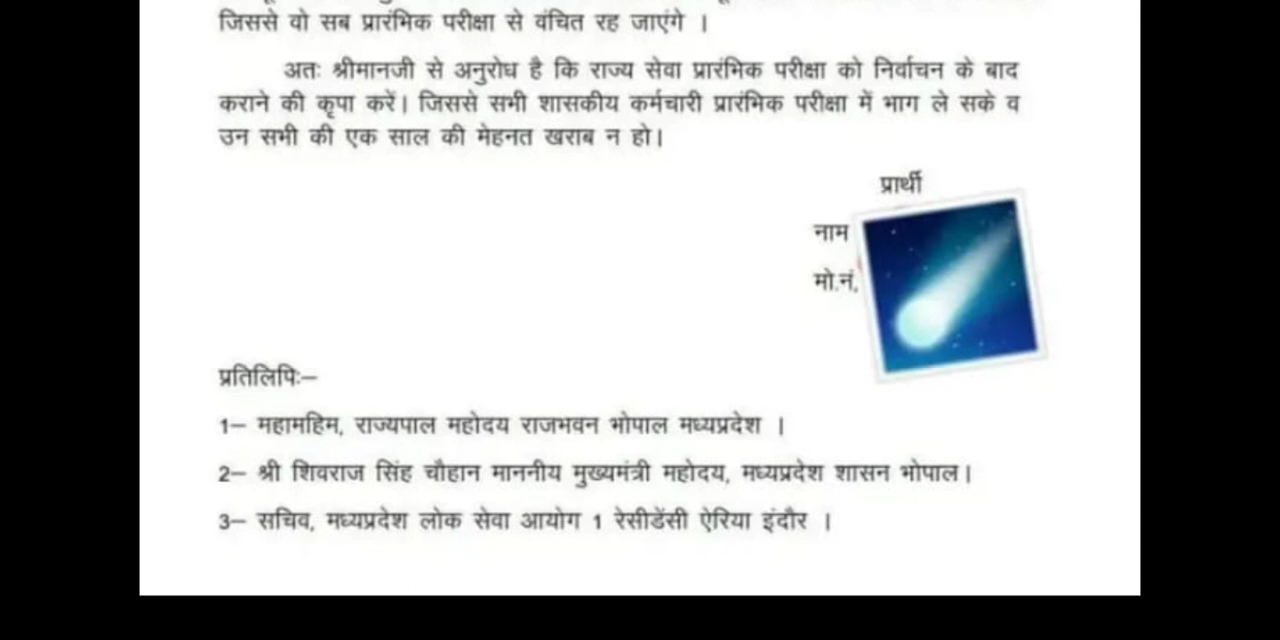 जिससे वो सब प्रारंभिक परीक्षा से वंचित रह जाएंगे ।
अतः श्रीमानजी से अनुरोध है कि राज्य सेवा प्रारंभिक परीक्षा को निर्वाचन के बाद
कराने की कृपा करें। जिससे सभी शासकीय कर्मचारी प्रारंभिक परीक्षा में भाग ले सके व
उन सभी की एक साल की मेहनत खराब न हो।
प्रार्थी
नाम
मो.नं.
प्रतिलिपिः–
1– महामहिम, राज्यपाल महोदय राजभवन भोपाल मध्यप्रदेश ।
2– श्री शिवराज सिंह चौहान माननीय मुख्यमंत्री महोदय, मध्यप्रदेश शासन भोपाल।
3– सचिव, मध्यप्रदेश लोक सेवा आयोग 1 रेसीडेंसी ऐरिया इंदौर ।